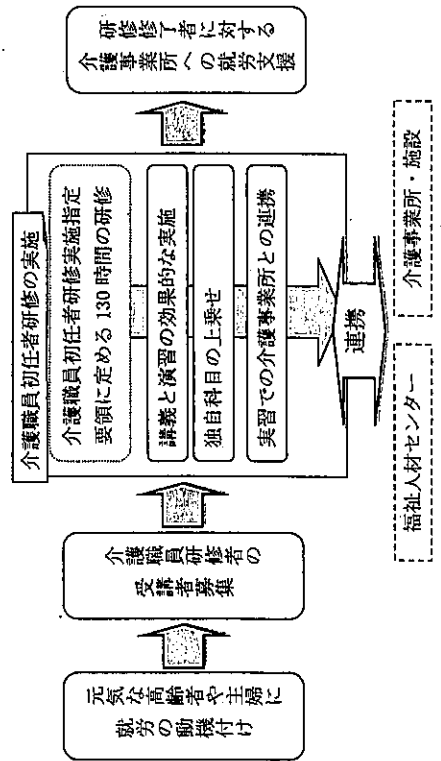 元気な高齢者や主婦に
就労の動機付け
介護職員研修者の
受講者募集
介護職員初任者研修の実施
介護職員初任者研修実施指定
要領に定める 130 時間の研修
講義と演習の効果的な実施
独自科目の上乗せ
実習での介護事業所との連携
連携
研修修了者に対する
介護事業所への就労支援
福祉人材センター
介護事業所・施設